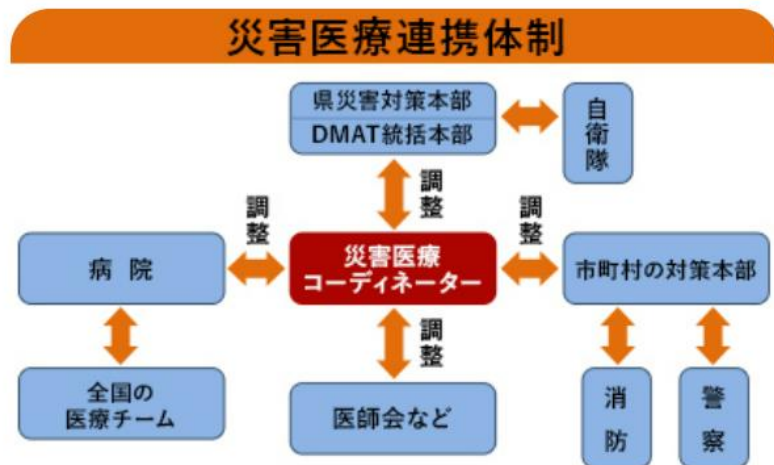 災害医療連携体制
県災害対策本部
DMAT統括本部
自衛隊
調整
調整
調整
病院
災害医療
コーディネーター
市町村の対策本部
調整
全国の
医療チーム
医師会など
消防
警察